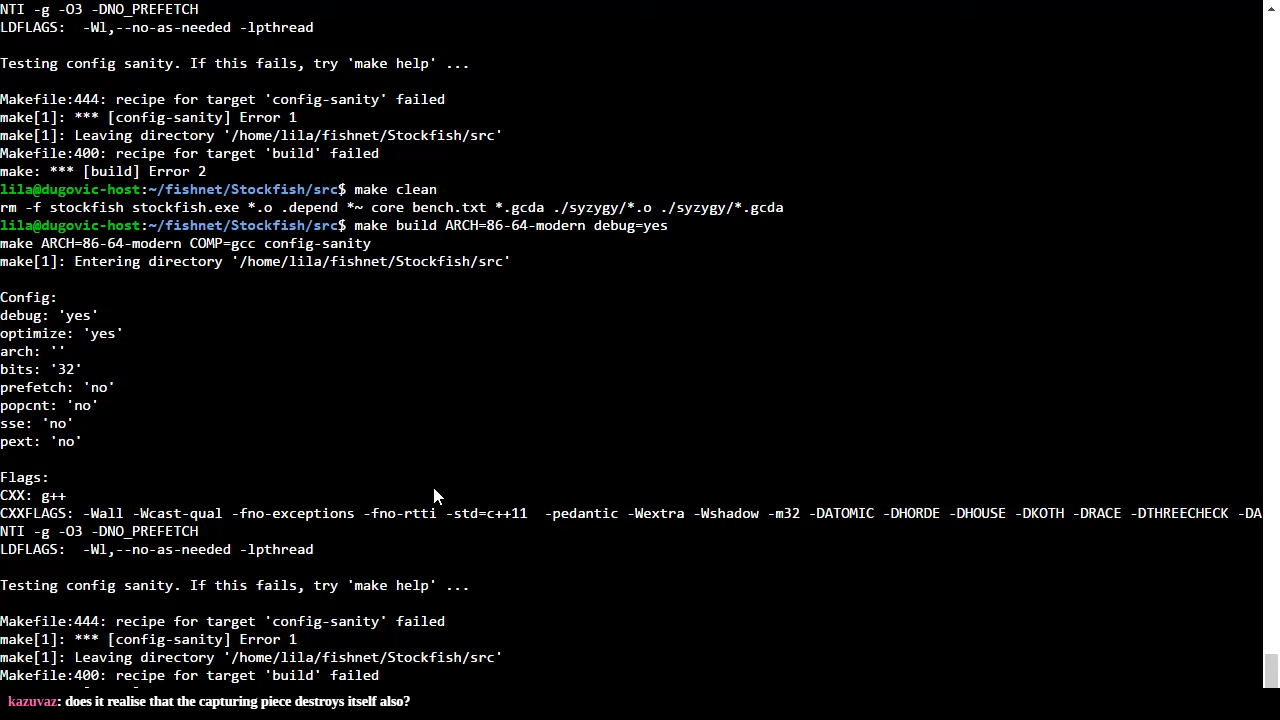 NTI -g -O3 -DNO_PREFETCH
LDFLAGS:  -Wl,--no-as-needed -lpthread
Testing config sanity. If this fails, try 'make help' ...
Makefile:444: recipe for target 'config-sanity' failed
make[1]: *** [config-sanity] Error 1
make[1]: Leaving directory '/home/lila/fishnet/Stockfish/src'
Makefile:400: recipe for target 'build' failed
make: *** [build] Error 2
lila@dugovic-host:~/fishnet/Stockfish/src$ make clean
rm -f stockfish stockfish.exe *.o .depend *~ core bench.txt *.gcda ./syzygy/*.o ./syzygy/*.gcda
lila@dugovic-host:~/fishnet/Stockfish/src$ make build ARCH=86-64-modern debug=yes
make ARCH=86-64-modern COMP=gcc config-sanity
make[1]: Entering directory '/home/lila/fishnet/Stockfish/src'
Config:
debug: 'yes'
optimize: 'yes'
arch: ''
bits: '32'
prefetch: 'no'
popcnt: 'no'
sse: 'no'
pext: 'no'
Flags:
CXX: g++
CXXFLAGS: -Wall -Wcast-qual -fno-exceptions -fno-rtti -std=c++11  -pedantic -Wextra -Wshadow -m32 -DATOMIC -DHORDE -DHOUSE -DKOTH -DRACE -DTHREECHECK -DA
NTI -g -O3 -DNO_PREFETCH
LDFLAGS:  -Wl,--no-as-needed -lpthread
Testing config sanity. If this fails, try 'make help' ...
Makefile:444: recipe for target 'config-sanity' failed
make[1]: *** [config-sanity] Error 1
make[1]: Leaving directory '/home/lila/fishnet/Stockfish/src'
Makefile:400: recipe for target 'build' failed
kazuvaz: does it realise that the capturing piece destroys itself also?